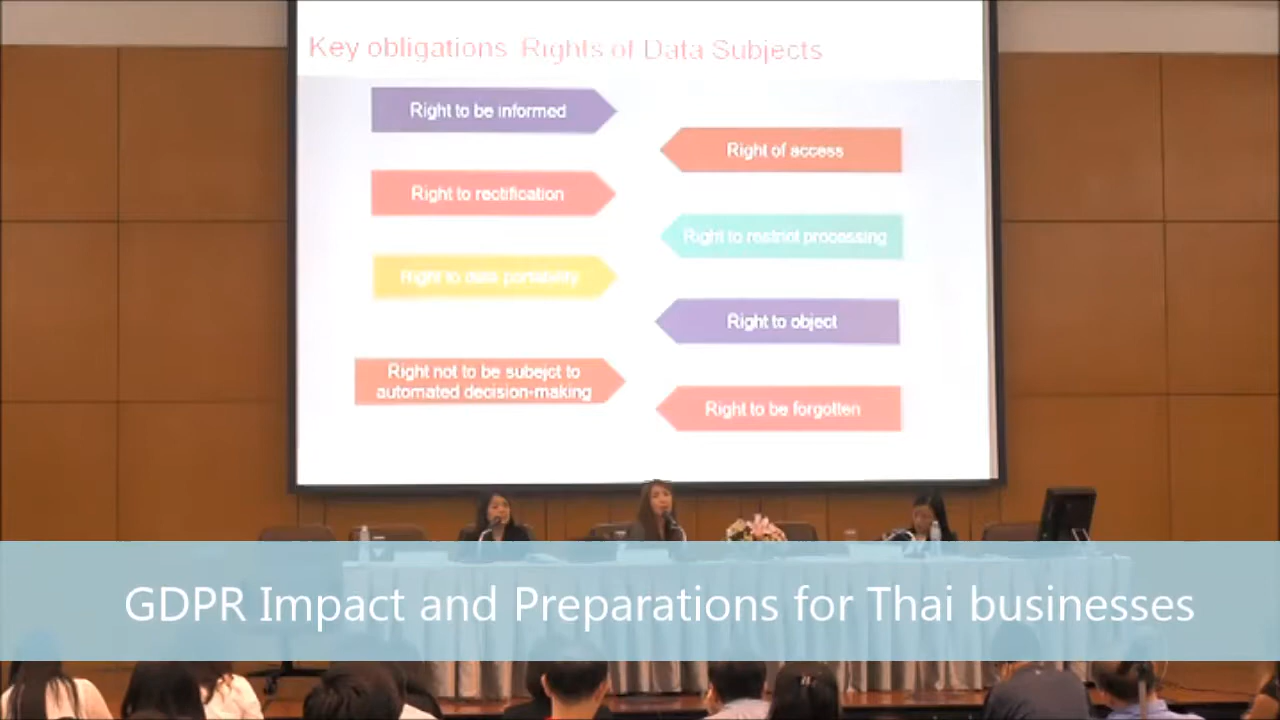 Key obligations Rights of Data Subjects
Right to be informed
Right of access
Right to rectification
Right to restrict processing
Right to data portability
Right to object
Right not to be subejct to
automated decision-making
Right to be forgotten
GDPR Impact and Preparations for Thai businesses